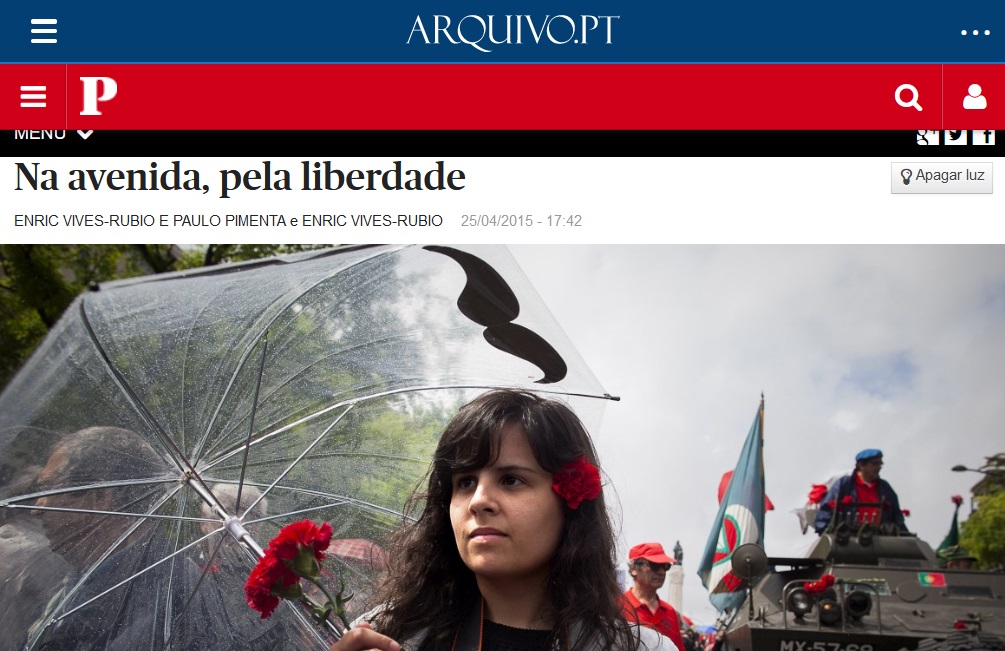 ARQUIVO.PT
P
MENU
Na avenida, pela liberdade
Apagar luz
ENRIC VIVES-RUBIO E PAULO PIMENTA e ENRIC VIVES-RUBIO 25/04/2015 - 17:42